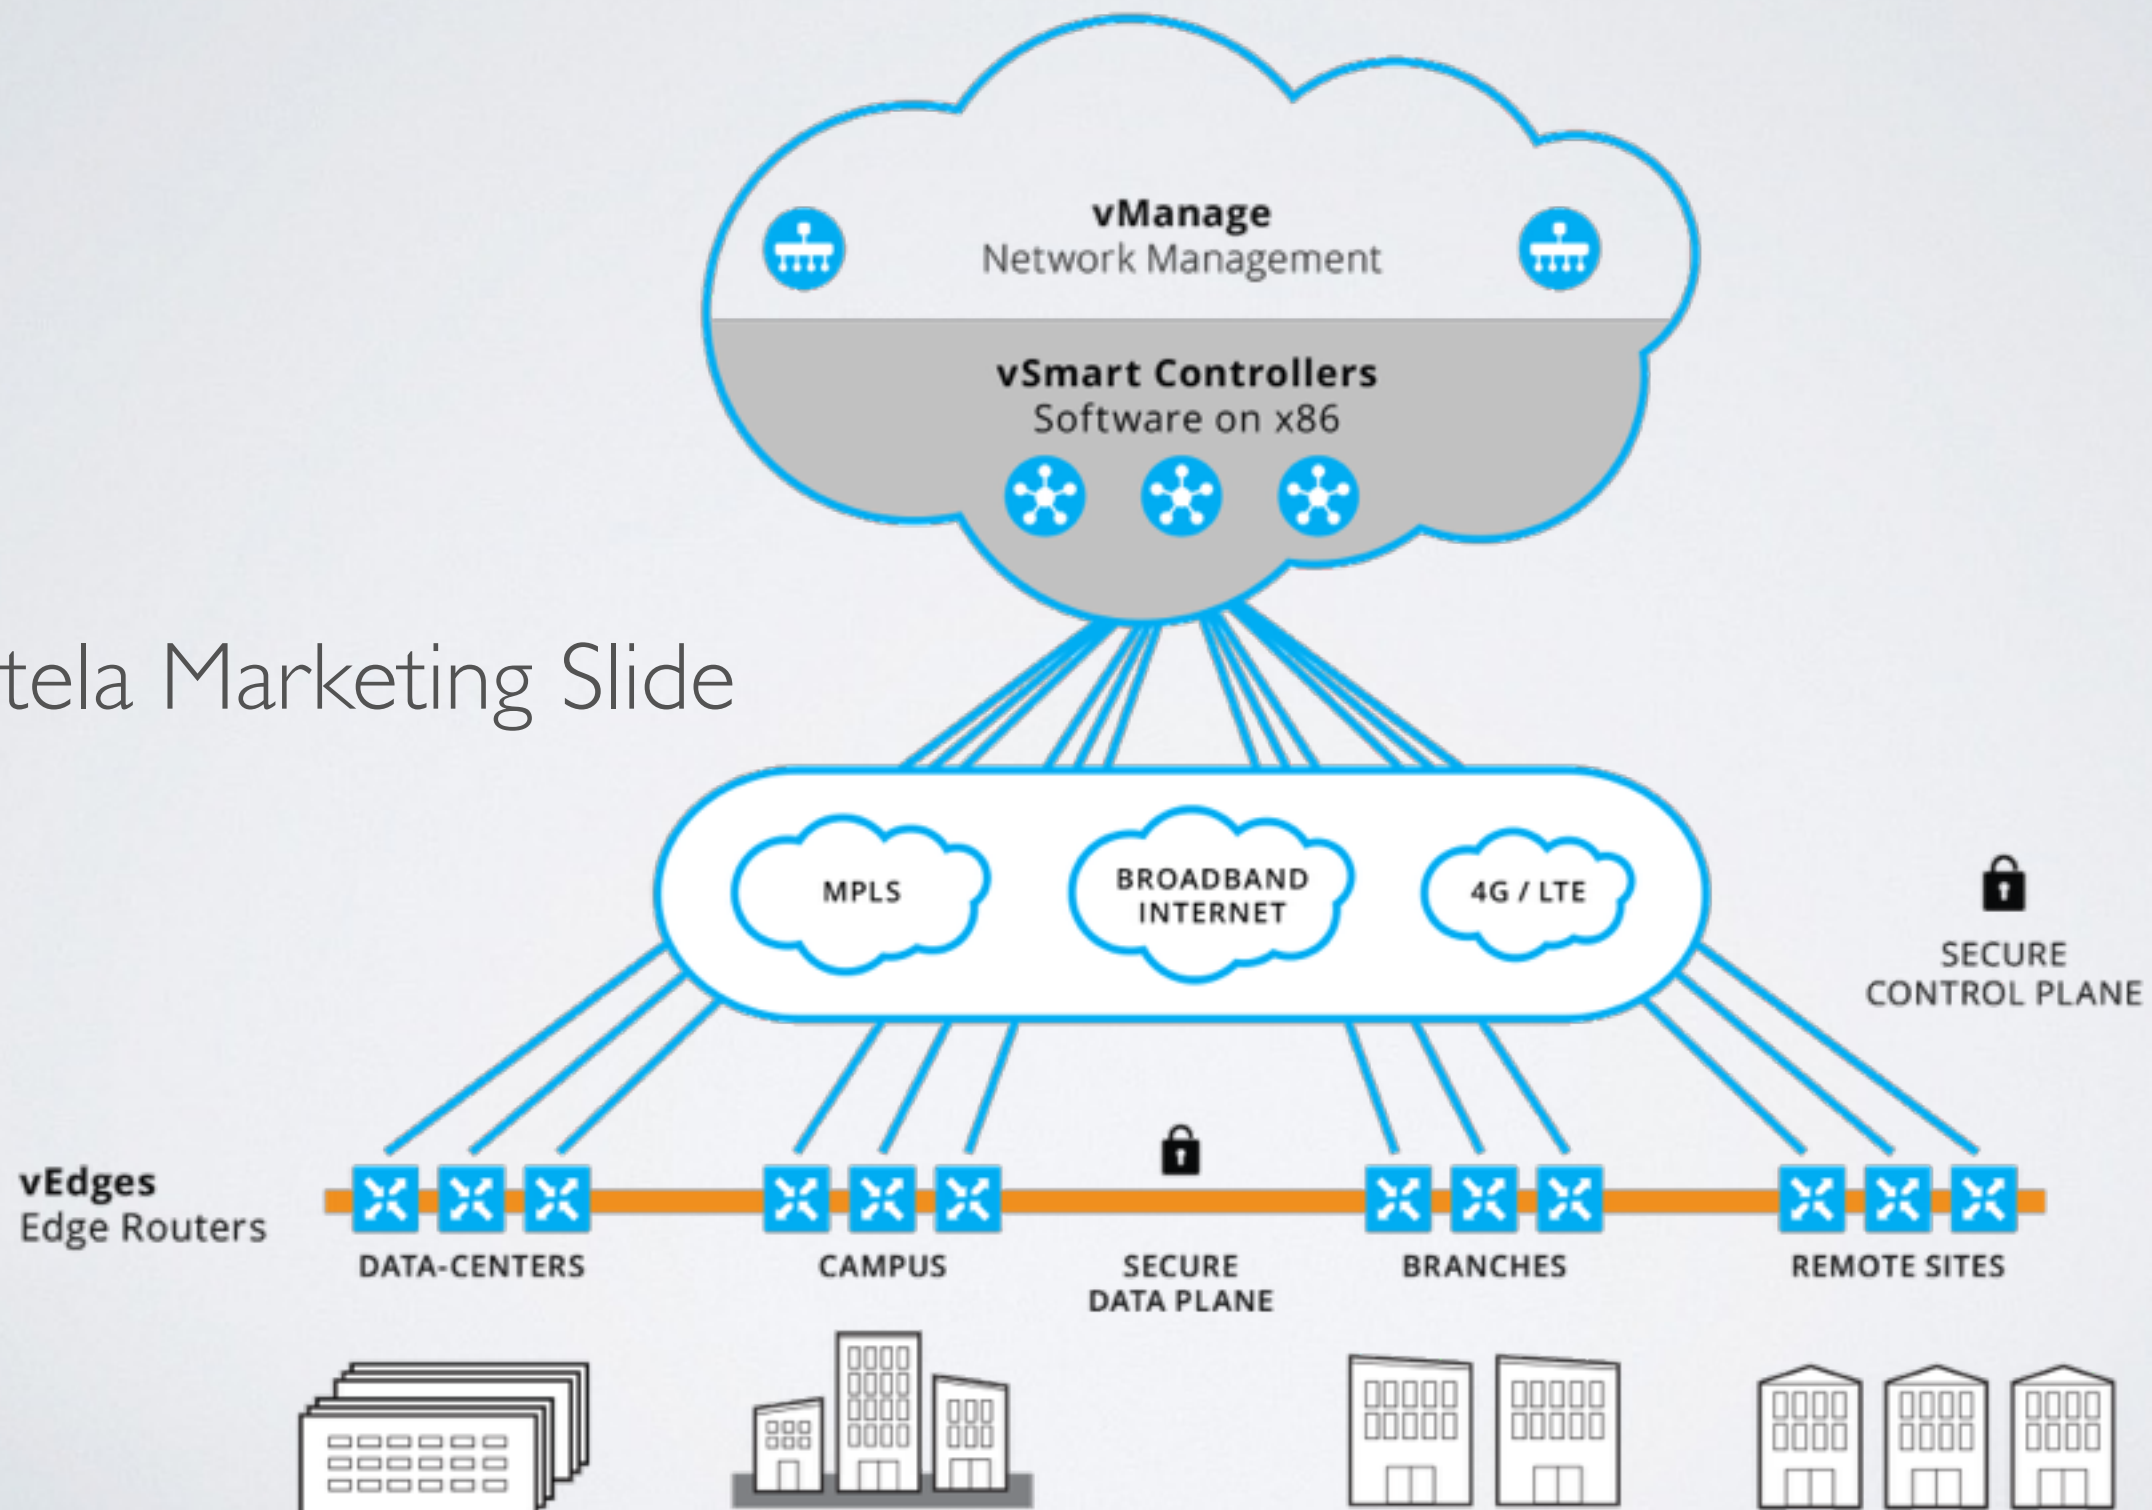 vManage
Network Management
vSmart Controllers
Software on x86
tela Marketing Slide
MPLS
BROADBAND
INTERNET
4G / LTE
SECURE
CONTROL PLANE
vEdges
Edge Routers
DATA-CENTERS
CAMPUS
SECURE
DATA PLANE
BRANCHES
REMOTE SITES